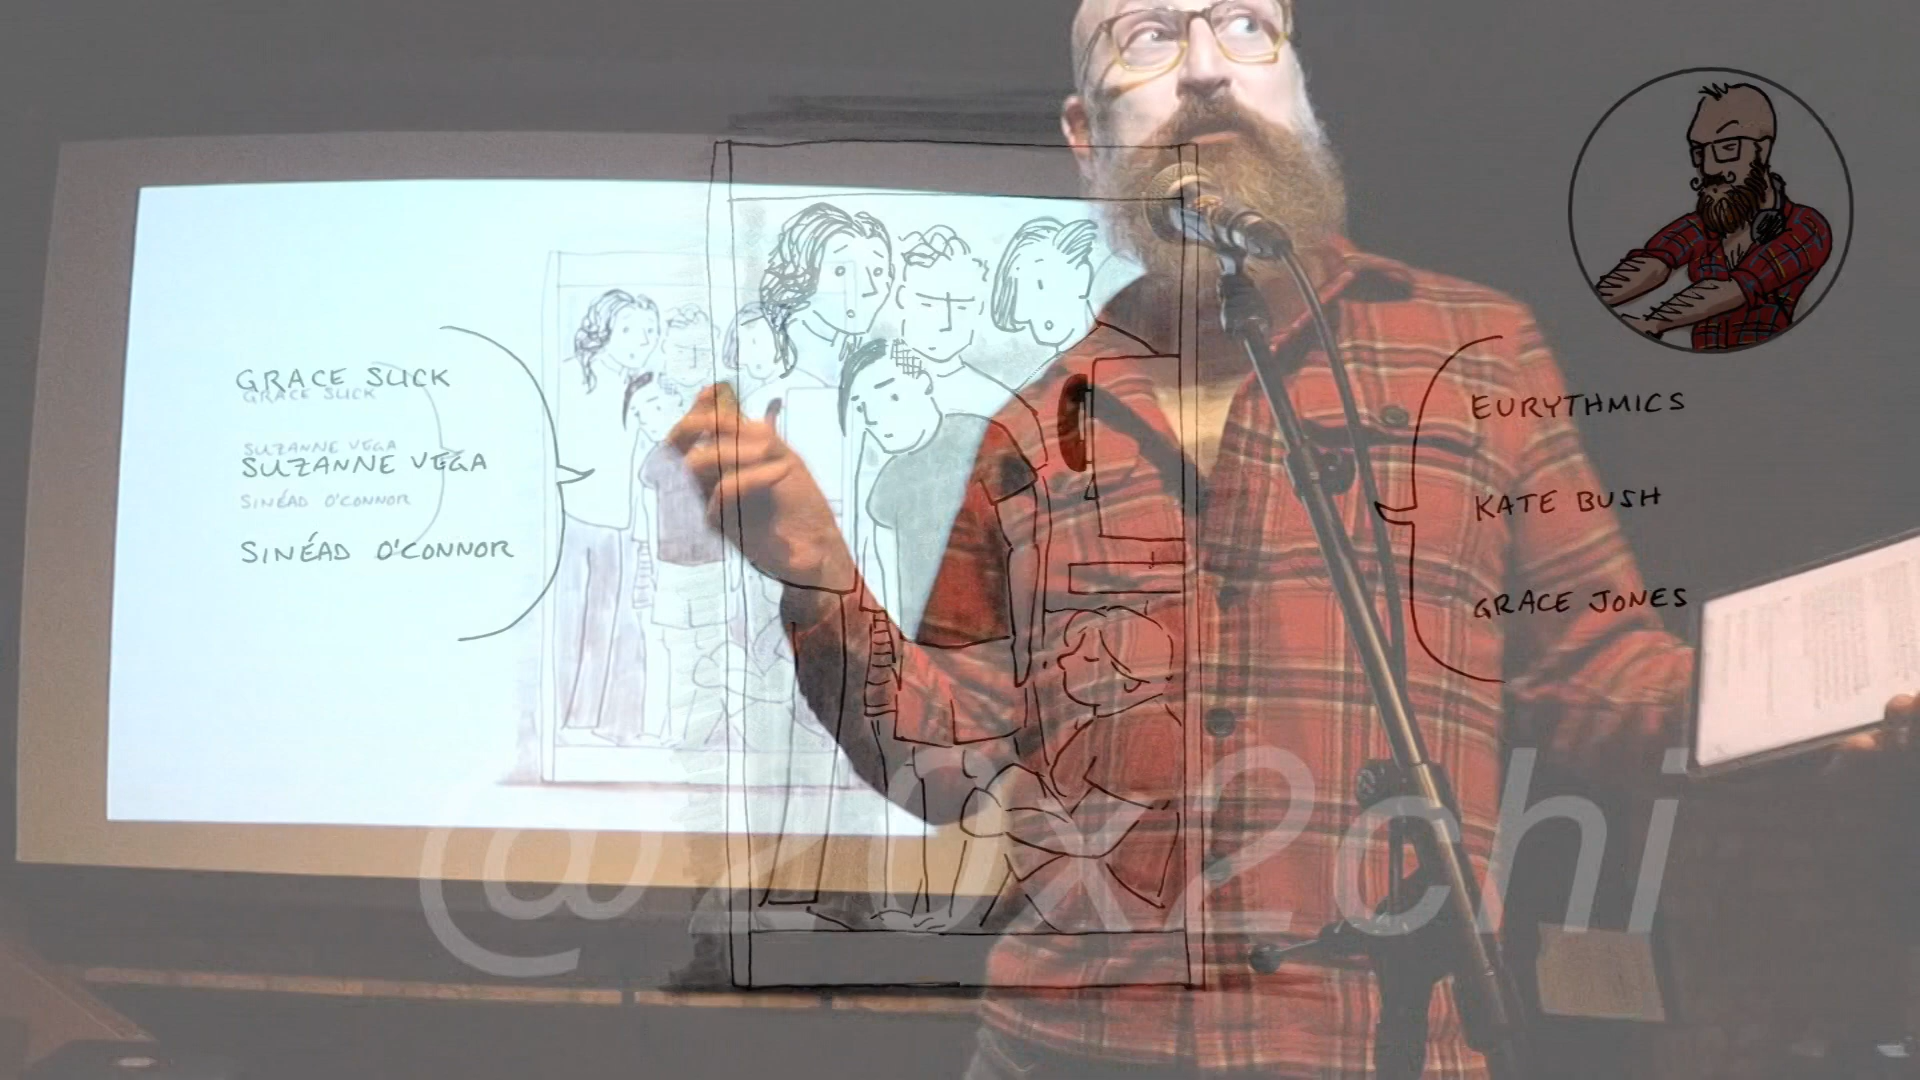 GRACE SLICK
GRACE SLICK
SUZANNE VEGA
SUZANNE VEGA
SINÉAD O'CONNOR
SINÉAD O'CONNOR
EURYTHMICS
KATE BUSH
GRACE JONES
@20x2chi